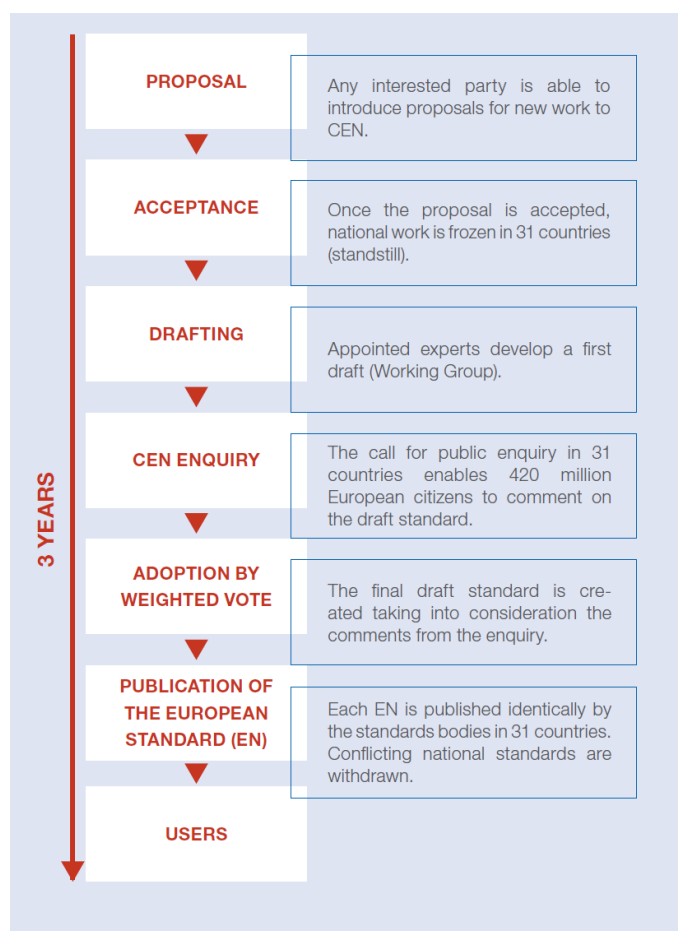 PROPOSAL
Any interested party is able to
introduce proposals for new work to
CEN.
ACCEPTANCE
Once the proposal is accepted,
national work is frozen in 31 countries
(standstill).
DRAFTING
Appointed experts develop a first
draft (Working Group).
CEN ENQUIRY
The call for public enquiry in 31
countries enables 420 million
European citizens to comment on
the draft standard.
3 YEARS
ADOPTION BY
WEIGHTED VOTE
The final draft standard is cre-
ated taking into consideration the
comments from the enquiry.
PUBLICATION OF
THE EUROPEAN
STANDARD (EN)
Each EN is published identically by
the standards bodies in 31 countries.
Conflicting national standards are
withdrawn.
USERS